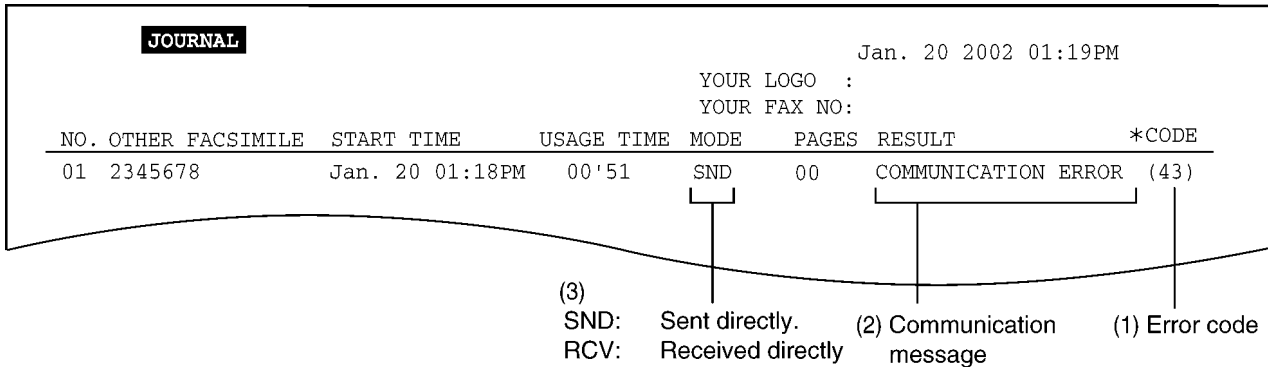 JOURNAL
Jan. 20 2002 01:19PM
YOUR LOGO :
YOUR FAX NO:
NO. OTHER FACSIMILE START TIME USAGE TIME MODE PAGES RESULT *CODE
01 2345678 Jan. 20 01:18PM 00'51 SND 00 COMMUNICATION ERROR (43)
(3)
SND: Sent directly. (2) Communication (1) Error code
RCV: Received directly message